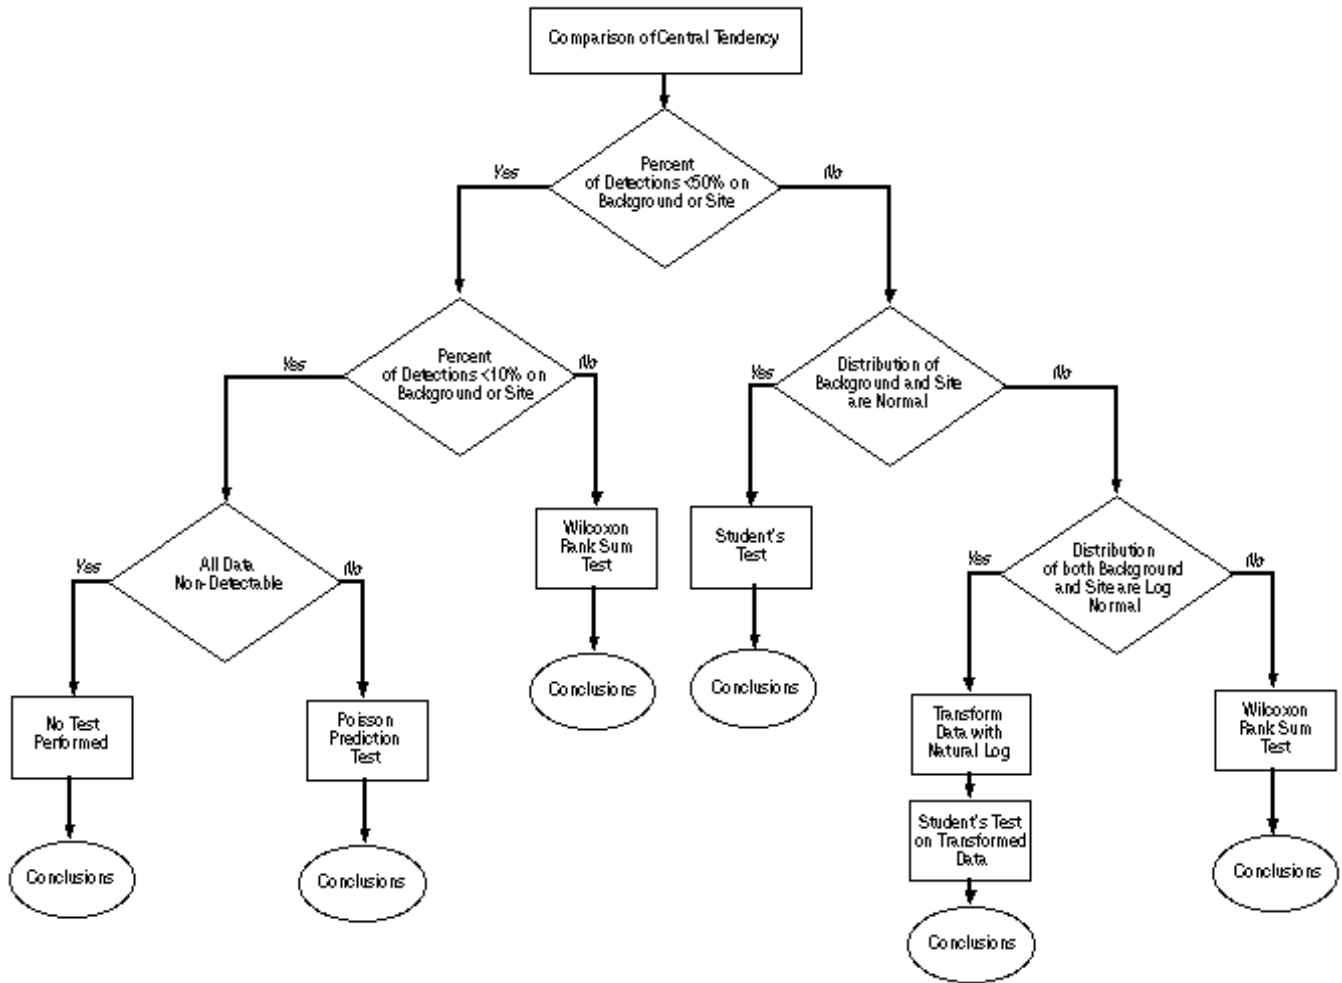 Comparison of Central Tendency
Percent
of Detections <50% on
Background or Site
Yes
No
Percent
of Detections <10% on
Background or Site
Yes
No
Distribution of
Background and Site
are Normal
Yes
No
All Data
Non-Detectable
Yes
No
Wilcoxon
Rank Sum
Test
Student's
Test
Distribution
of both Background
and Site are Log
Normal
Yes
No
Conclusions
Conclusions
No Test
Performed
Poisson
Prediction
Test
Transform
Data with
Natural Log
Wilcoxon
Rank Sum
Test
Student's Test
on Transformed
Data
Conclusions
Conclusions
Conclusions
Conclusions